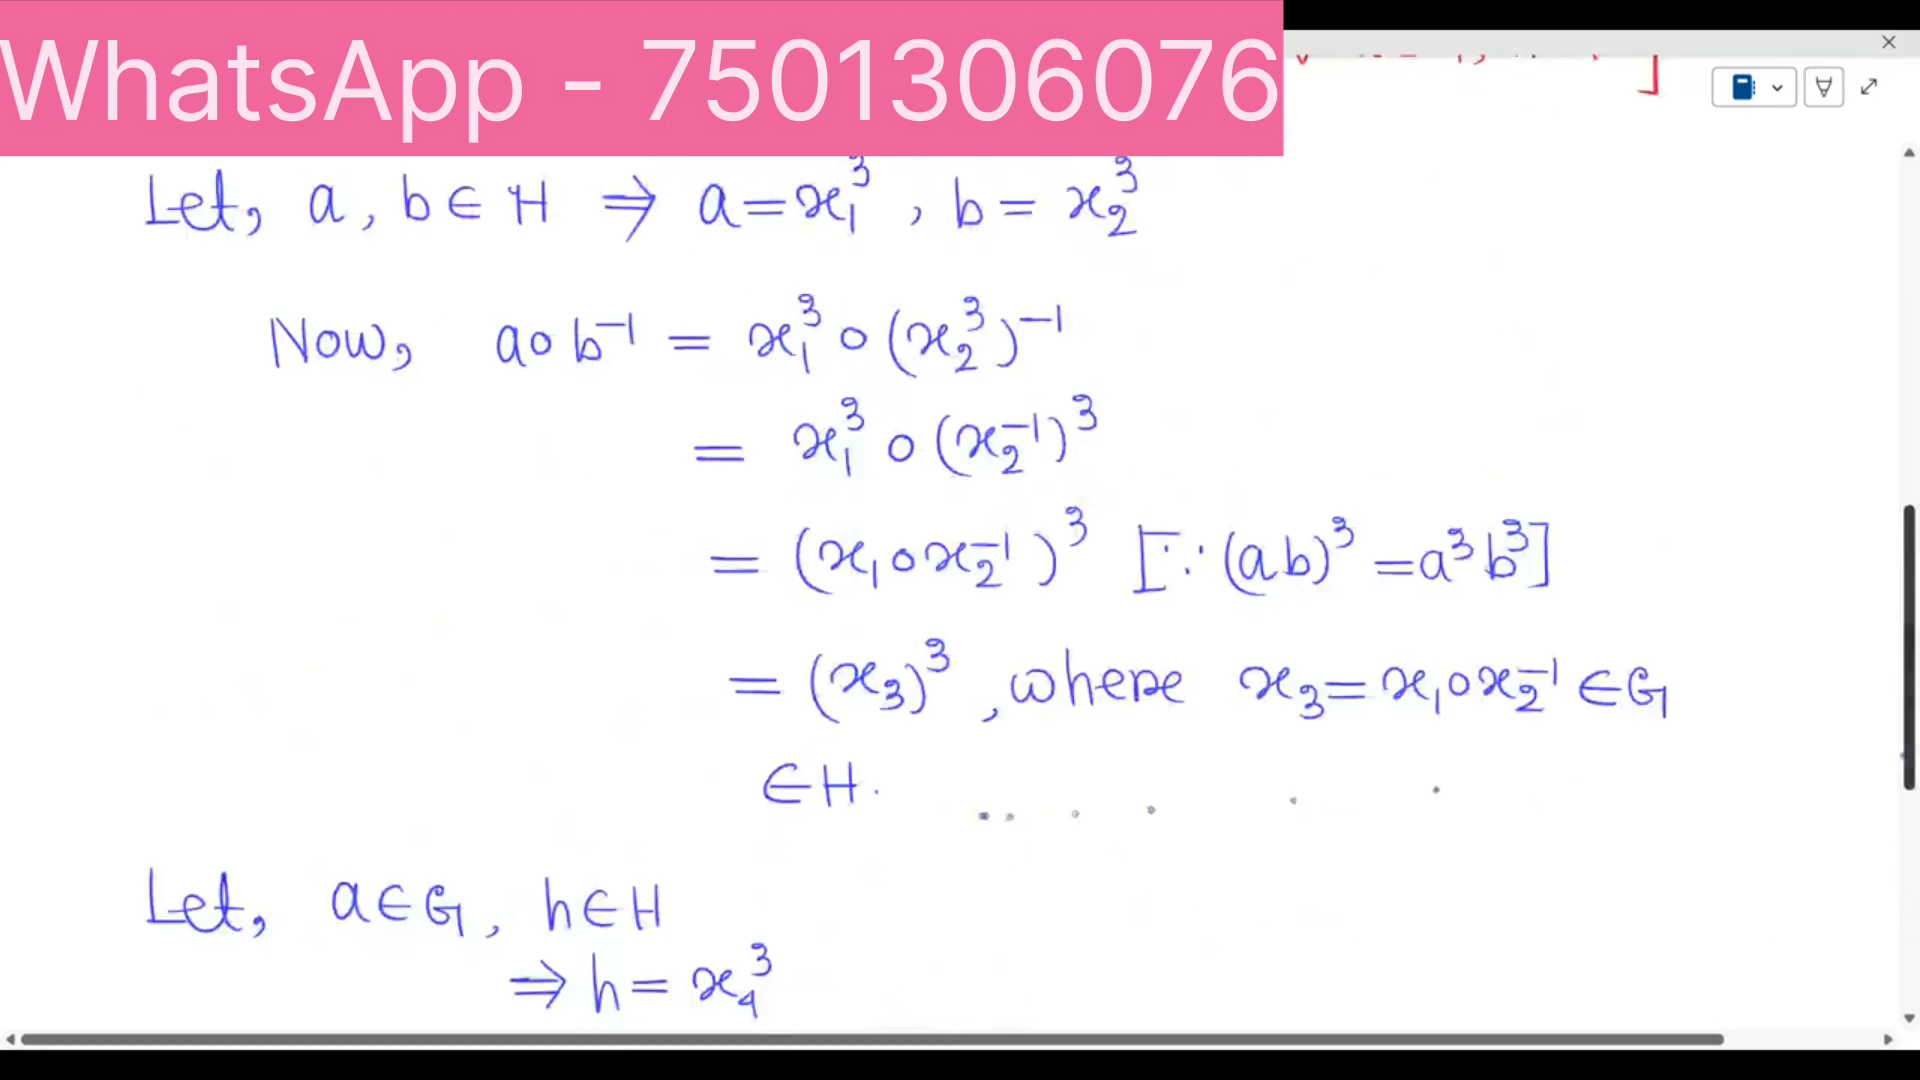 WhatsApp - 7501306076
Let, a, b ∈ H ⇒ a = x₁³ , b = x₂³
Now, a o b⁻¹ = x₁³ o (x₂³)⁻¹
= x₁³ o (x₂⁻¹)³
= (x₁ o x₂⁻¹)³ [∵ (ab)³ = a³b³]
= (x₃)³ , where x₃ = x₁ o x₂⁻¹ ∈ G
∈ H.
Let, a ∈ G, h ∈ H
⇒ h = x₄³